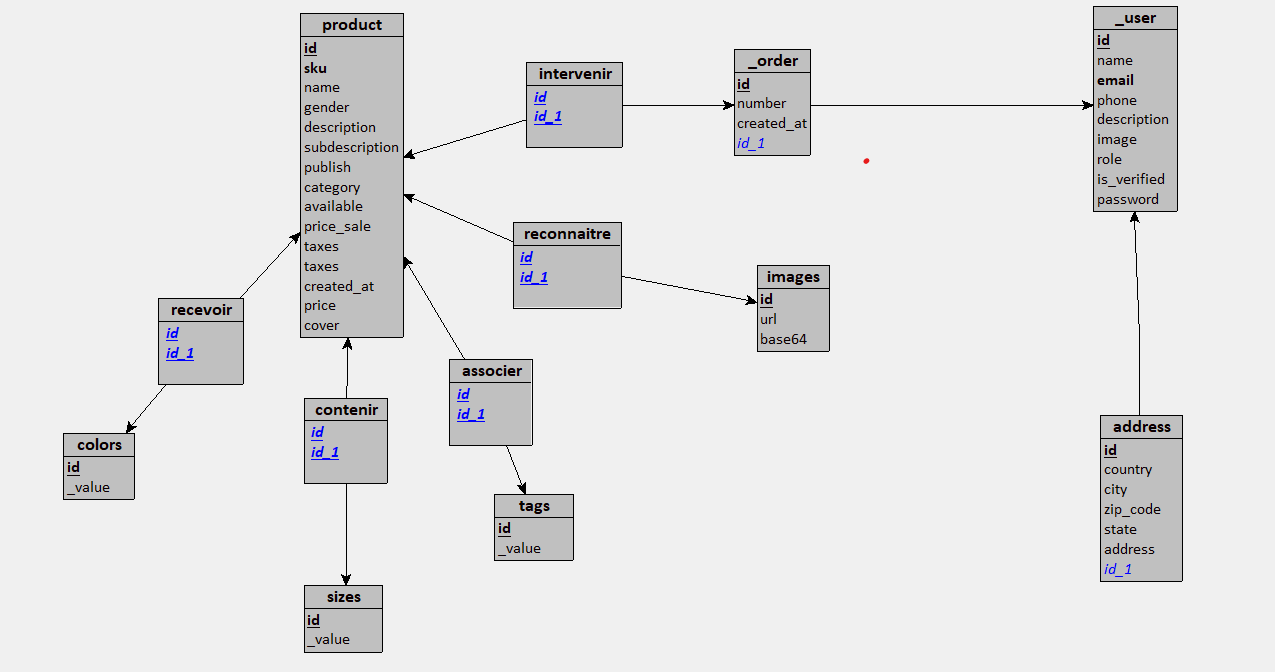 product
id
sku
name
gender
description
subdescription
publish
category
available
price_sale
taxes
taxes
created_at
price
cover
intervenir
id
id_1
_order
id
number
created_at
id_1
_user
id
name
email
phone
description
image
role
is_verified
password
reconnaitre
id
id_1
images
id
url
base64
recevoir
id
id_1
associer
id
id_1
contenir
id
id_1
colors
id
_value
tags
id
_value
address
id
country
city
zip_code
state
address
id_1
sizes
id
_value